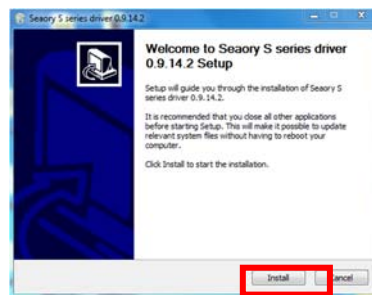 Seaory S series driver 0.9.14.2
Welcome to Seaory S series driver
0.9.14.2 Setup
Setup will guide you through the installation of Seaory S
series driver 0.9.14.2.
It is recommended that you close all other applications
before starting Setup. This will make it possible to update
relevant system files without having to reboot your
computer.
Click Install to start the installation.
Install
Cancel